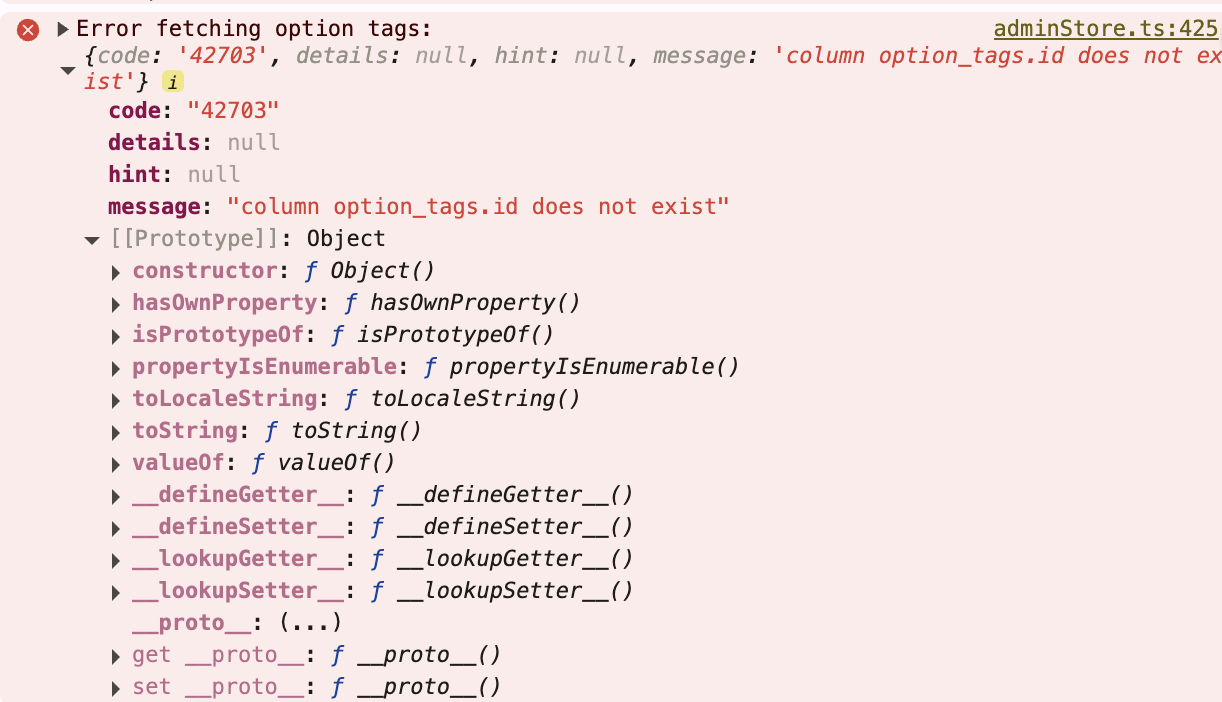 Error fetching option tags: adminStore.ts:425
{code: '42703', details: null, hint: null, message: 'column option_tags.id does not ex
ist'} i
code: "42703"
details: null
hint: null
message: "column option_tags.id does not exist"
[[Prototype]]: Object
constructor: ƒ Object()
hasOwnProperty: ƒ hasOwnProperty()
isPrototypeOf: ƒ isPrototypeOf()
propertyIsEnumerable: ƒ propertyIsEnumerable()
toLocaleString: ƒ toLocaleString()
toString: ƒ toString()
valueOf: ƒ valueOf()
__defineGetter__: ƒ __defineGetter__()
__defineSetter__: ƒ __defineSetter__()
__lookupGetter__: ƒ __lookupGetter__()
__lookupSetter__: ƒ __lookupSetter__()
__proto__: (...)
get __proto__: ƒ __proto__()
set __proto__: ƒ __proto__()